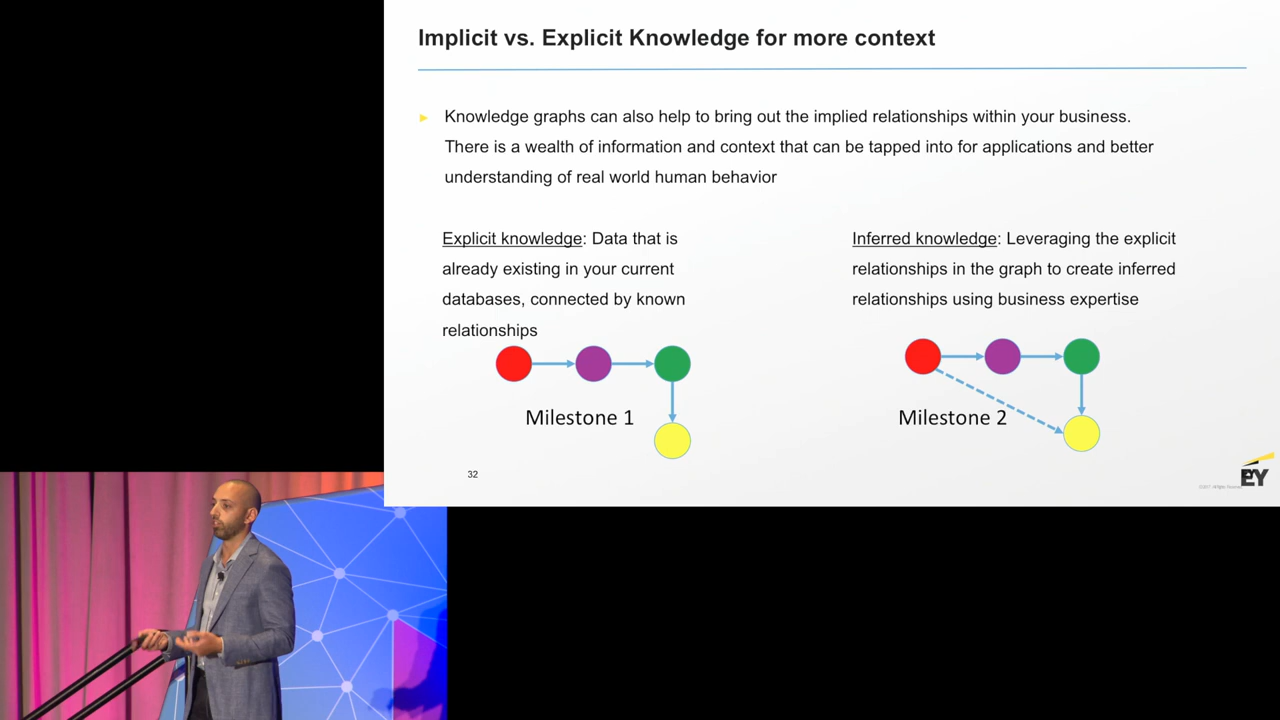 Implicit vs. Explicit Knowledge for more context
Knowledge graphs can also help to bring out the implied relationships within your business.
There is a wealth of information and context that can be tapped into for applications and better
understanding of real world human behavior
Explicit knowledge: Data that is
already existing in your current
databases, connected by known
relationships
Milestone 1
Inferred knowledge: Leveraging the explicit
relationships in the graph to create inferred
relationships using business expertise
Milestone 2
32
EY